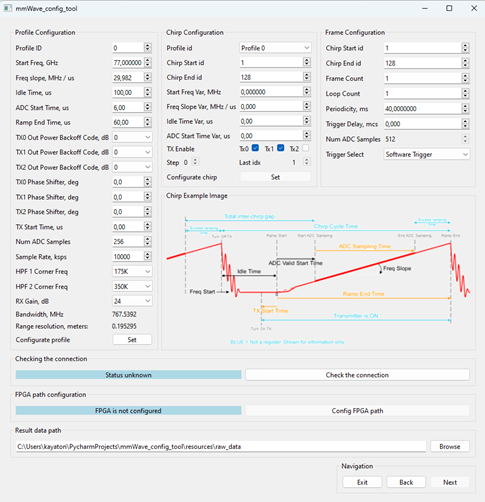 mmWave_config_tool
Profile Configuration
Profile ID 0
Start Freq, GHz 77,000000
Freq slope, MHz / us 29,982
Idle Time, us 100,00
ADC Start Time, us 6,00
Ramp End Time, us 60,00
TX0 Out Power Backoff Code, dB 0
TX1 Out Power Backoff Code, dB 0
TX2 Out Power Backoff Code, dB 0
TX0 Phase Shifter, deg 0,0
TX1 Phase Shifter, deg 0,0
TX2 Phase Shifter, deg 0,0
TX Start Time, us 0,0
Num ADC Samples 256
Sample Rate, ksps 10000
HPF 1 Corner Freq 175K
HPF 2 Corner Freq 350K
RX Gain, dB 24
Bandwidth, MHz 767.5392
Range resolution, meters: 0.195295
Configurate profile Set
Chirp Configuration
Profile id Profile 0
Chirp Start id 1
Chirp End id 128
Start Freq Var, MHz 0,000000
Freq Slope Var, MHz / us 0,000
Idle Time Var, us 0,00
ADC Start Time Var, us 0,00
TX Enable Tx0 Tx1 Tx2
Step 0 Last idx 1
Configurate chirp Set
Frame Configuration
Chirp Start id 1
Chirp End id 128
Frame Count 1
Loop Count 1
Periodicity, ms 40,0000000
Trigger Delay, mcs 0,000
Num ADC Samples 512
Trigger Select Software Trigger
Chirp Example Image
Total inter-chirp gap
Chirp Cycle Time
Ramp Start
Start ADC Sampling
End ADC Sampling
Ramp End
ADC Sampling Time
ADC Valid Start Time
Idle Time
Freq Slope
Freq Start
Ramp End Time
TX Start Time
Transmitter is ON
Turn On TX
BLUE = Not a register. Shown for information only
Checking the connection
Status unknown Check the connection
FPGA path configuration
FPGA is not configured Config FPGA path
Result data path
C:\Users\kayaton\PycharmProjects\mmWave_config_tool\resources\raw_data Browse
Navigation
Exit Back Next